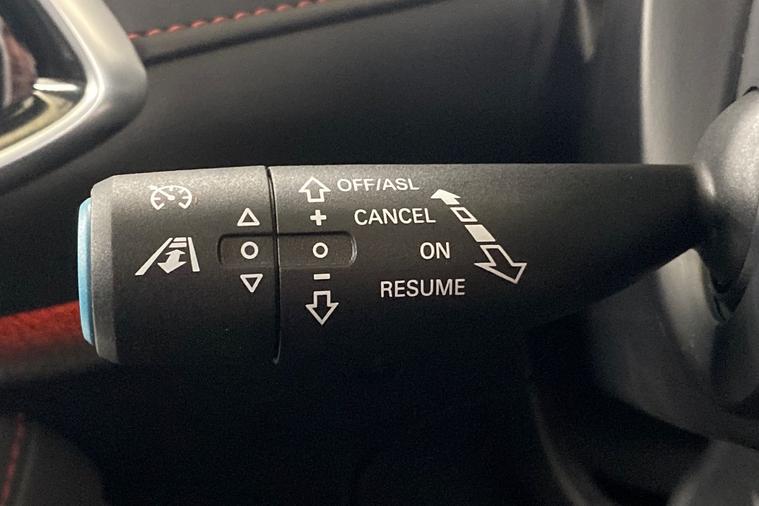 OFF/ASL
+ CANCEL
ON
−
RESUME